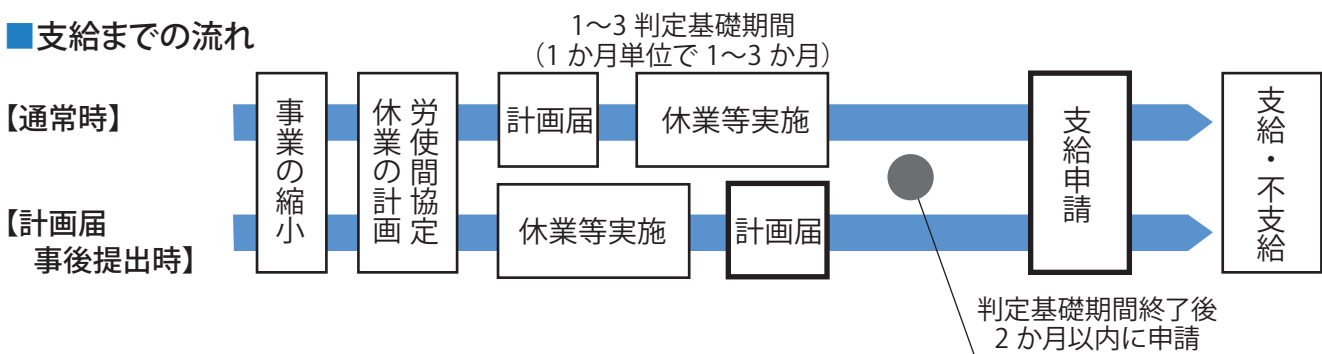 ■支給までの流れ
1～3 判定基礎期間
（1 か月単位で 1～3 か月）
【通常時】
事業の縮小
労使間協定
休業の計画
計画届
休業等実施
支給申請
支給・不支給
【計画届
事後提出時】
休業等実施
計画届
判定基礎期間終了後
2 か月以内に申請